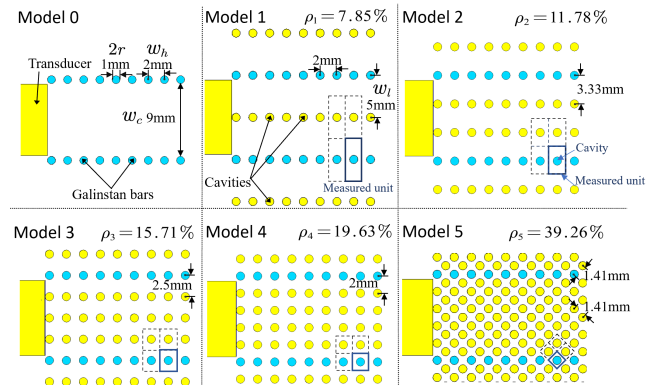 Model 0
Transducer
2r
1mm
w_h
2mm
w_c 9mm
Galinstan bars
Model 1 ρ₁ = 7.85%
2mm
w_l
5mm
Cavities
Measured unit
Model 2 ρ₂ = 11.78%
3.33mm
Cavity
Measured unit
Model 3 ρ₃ = 15.71%
2.5mm
Model 4 ρ₄ = 19.63%
2mm
Model 5 ρ₅ = 39.26%
1.41mm
1.41mm